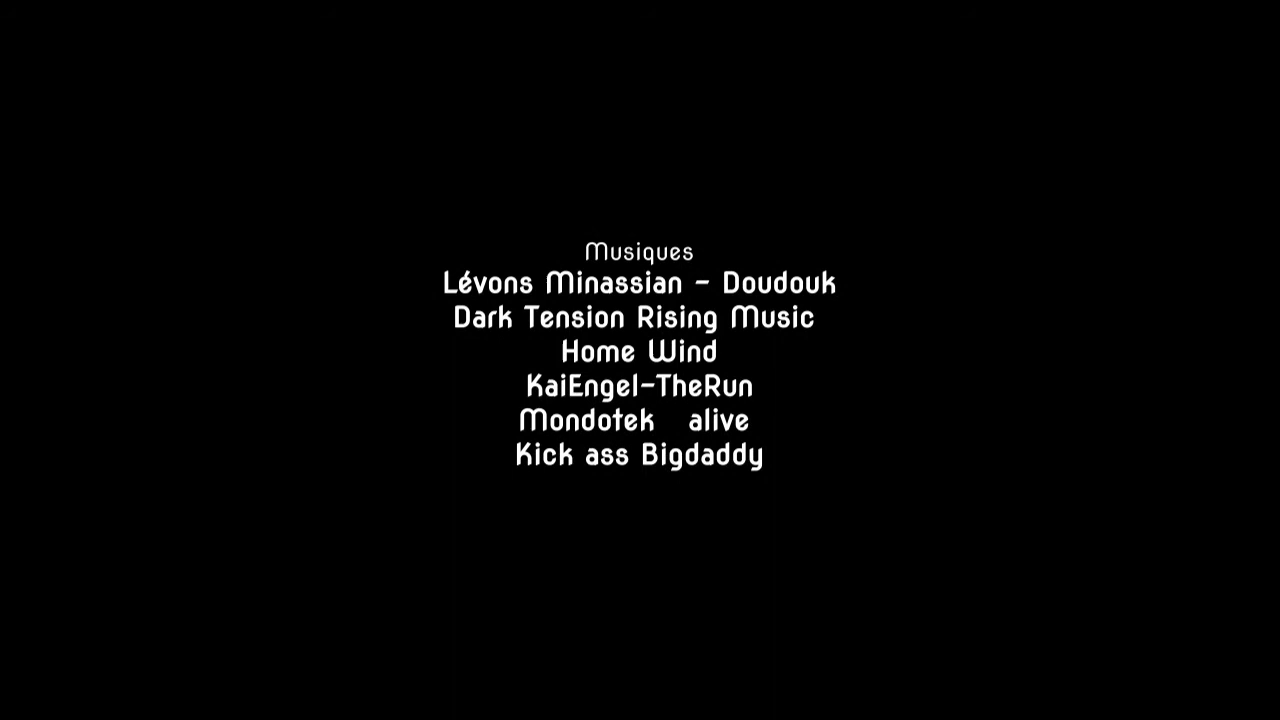 Musiques
Lévons Minassian - Doudouk
Dark Tension Rising Music
Home Wind
KaiEngel-TheRun
Mondotek alive
Kick ass Bigdaddy